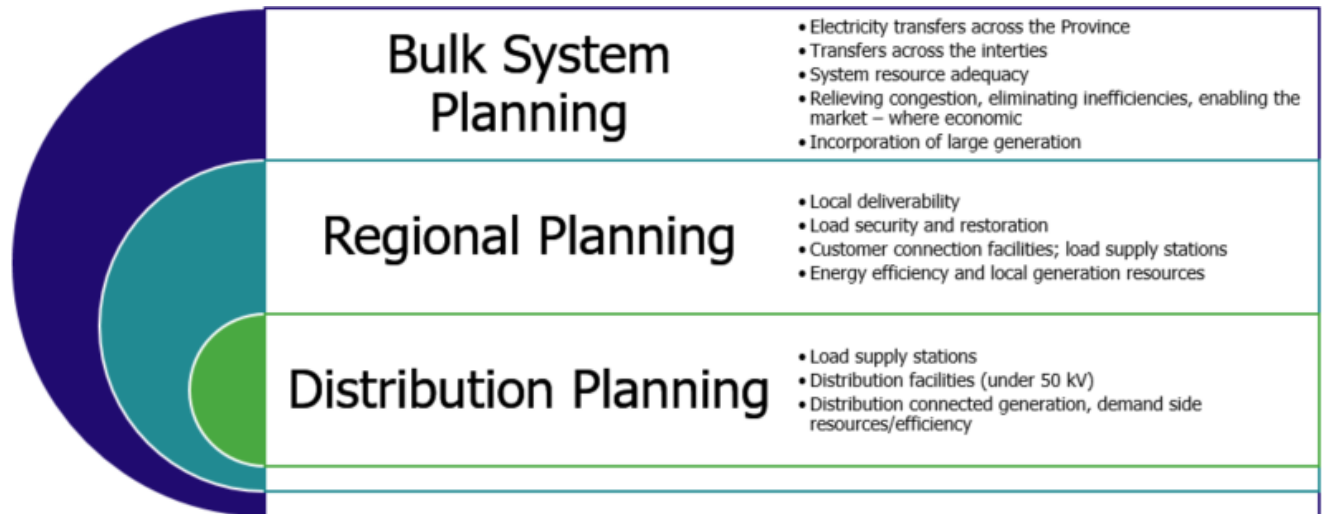 Bulk System
Planning
• Electricity transfers across the Province
• Transfers across the interties
• System resource adequacy
• Relieving congestion, eliminating inefficiencies, enabling the
market – where economic
• Incorporation of large generation
Regional Planning
• Local deliverability
• Load security and restoration
• Customer connection facilities; load supply stations
• Energy efficiency and local generation resources
Distribution Planning
• Load supply stations
• Distribution facilities (under 50 kV)
• Distribution connected generation, demand side
resources/efficiency